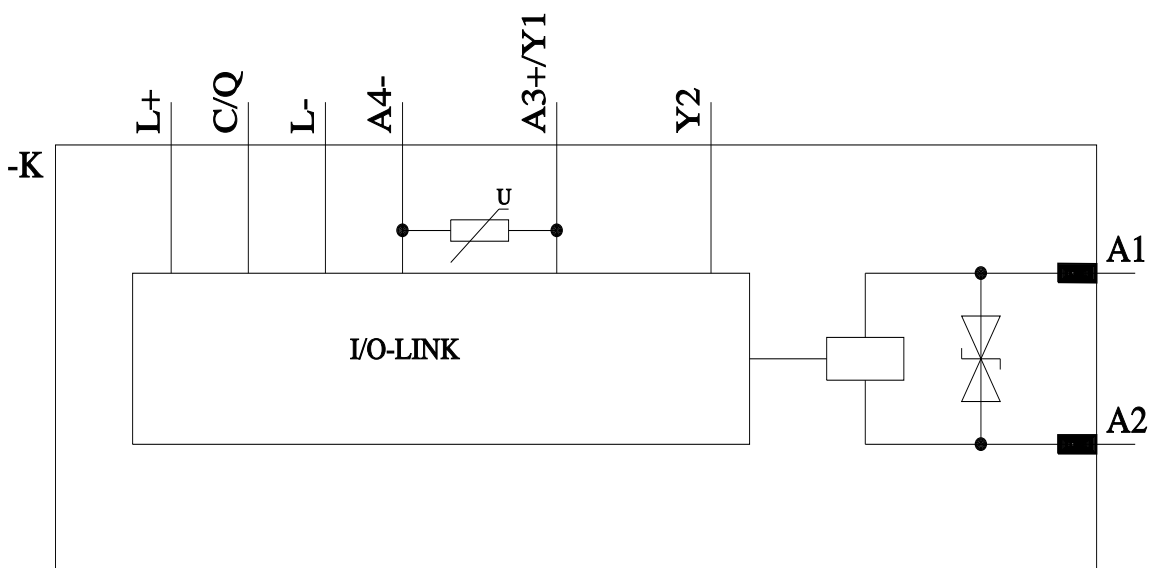 L+
C/Q
L-
A4-
A3+/Y1
Y2
-K
U
A1
I/O-LINK
A2